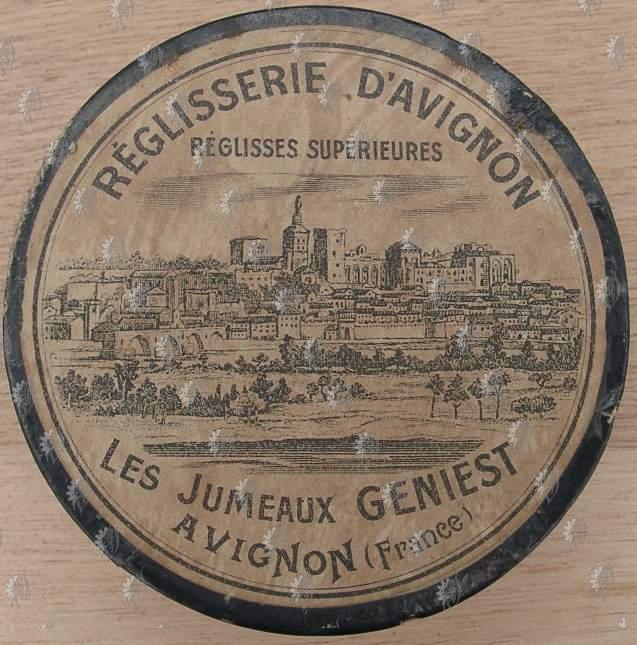 RÉGLISSERIE D'AVIGNON
RÉGLISSES SUPÉRIEURES
LES JUMEAUX GENIEST
AVIGNON (France)